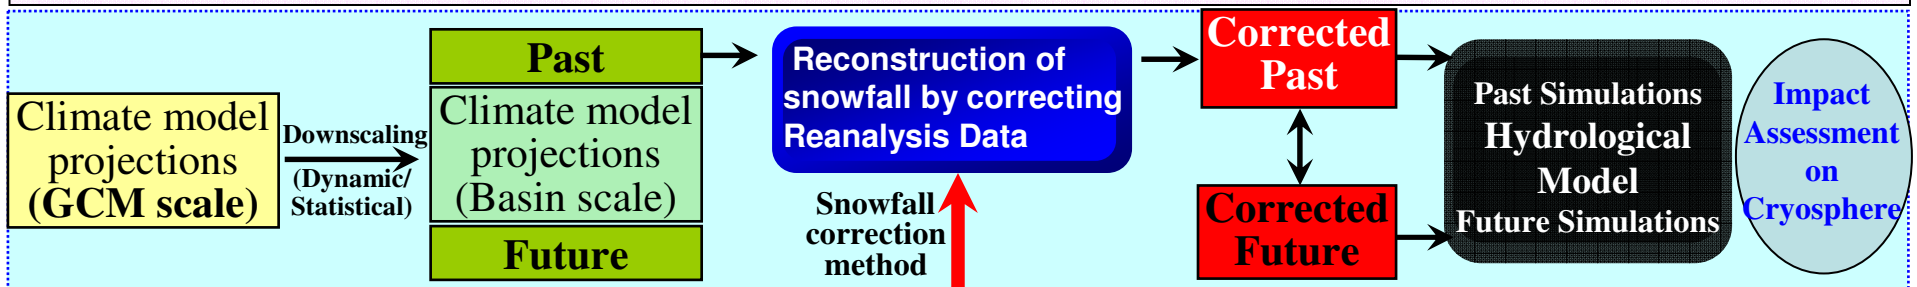 Climate model
projections
(GCM scale)
Downscaling
(Dynamic/
Statistical)
Past
Climate model
projections
(Basin scale)
Future
Reconstruction of
snowfall by correcting
Reanalysis Data
Snowfall
correction
method
Corrected
Past
Corrected
Future
Past Simulations
Hydrological
Model
Future Simulations
Impact
Assessment
on
Cryosphere